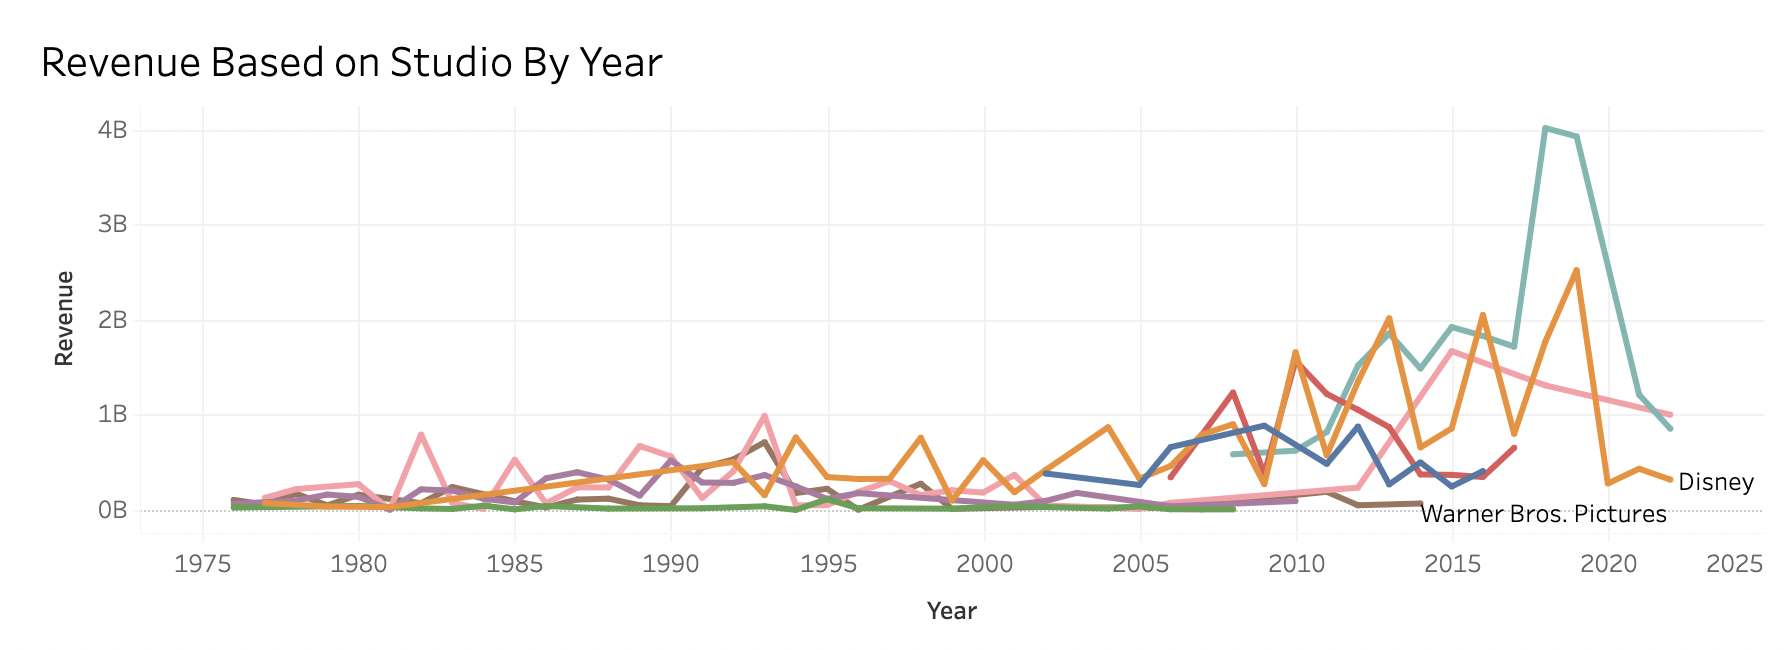 Revenue Based on Studio By Year
4B
3B
2B
1B
0B
Revenue
Disney
Warner Bros. Pictures
1975 1980 1985 1990 1995 2000 2005 2010 2015 2020 2025
Year